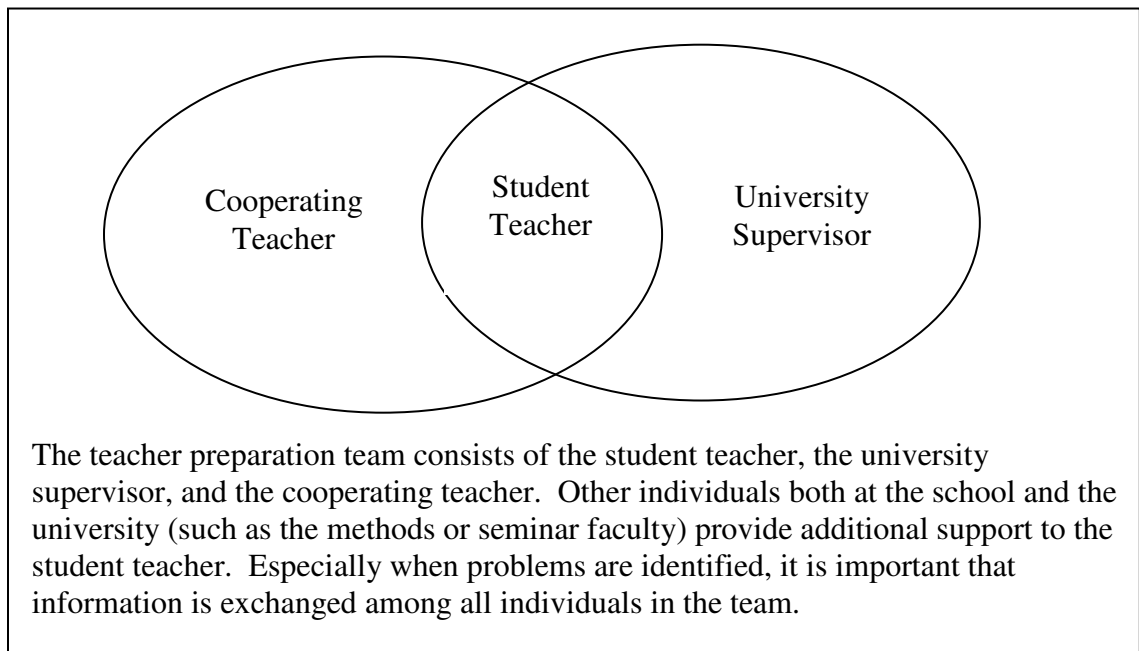 Cooperating
Teacher
Student
Teacher
University
Supervisor
The teacher preparation team consists of the student teacher, the university
supervisor, and the cooperating teacher.  Other individuals both at the school and the
university (such as the methods or seminar faculty) provide additional support to the
student teacher.  Especially when problems are identified, it is important that
information is exchanged among all individuals in the team.